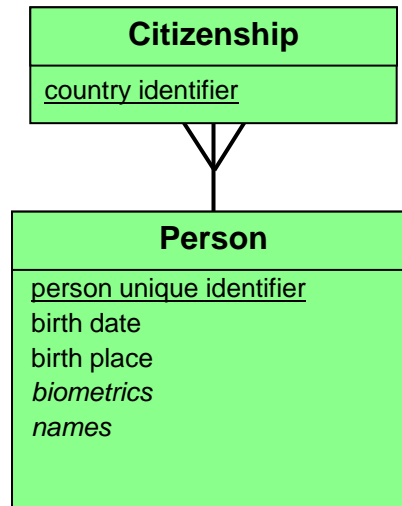 Citizenship
country identifier
Person
person unique identifier
birth date
birth place
biometrics
names